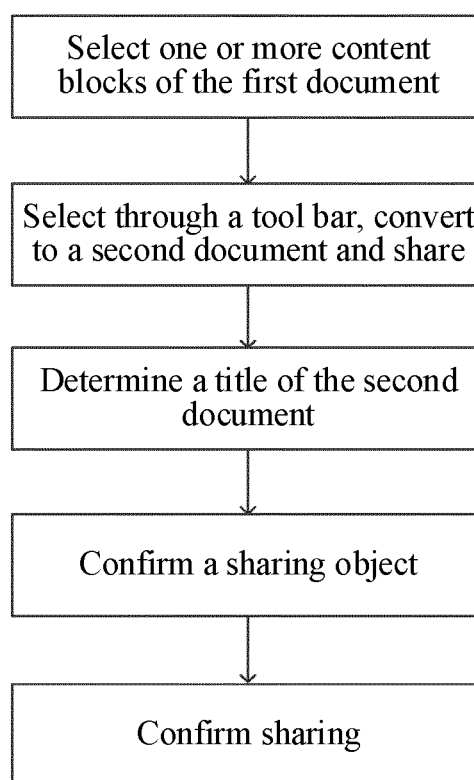 Select one or more content
blocks of the first document
Select through a tool bar, convert
to a second document and share
Determine a title of the second
document
Confirm a sharing object
Confirm sharing